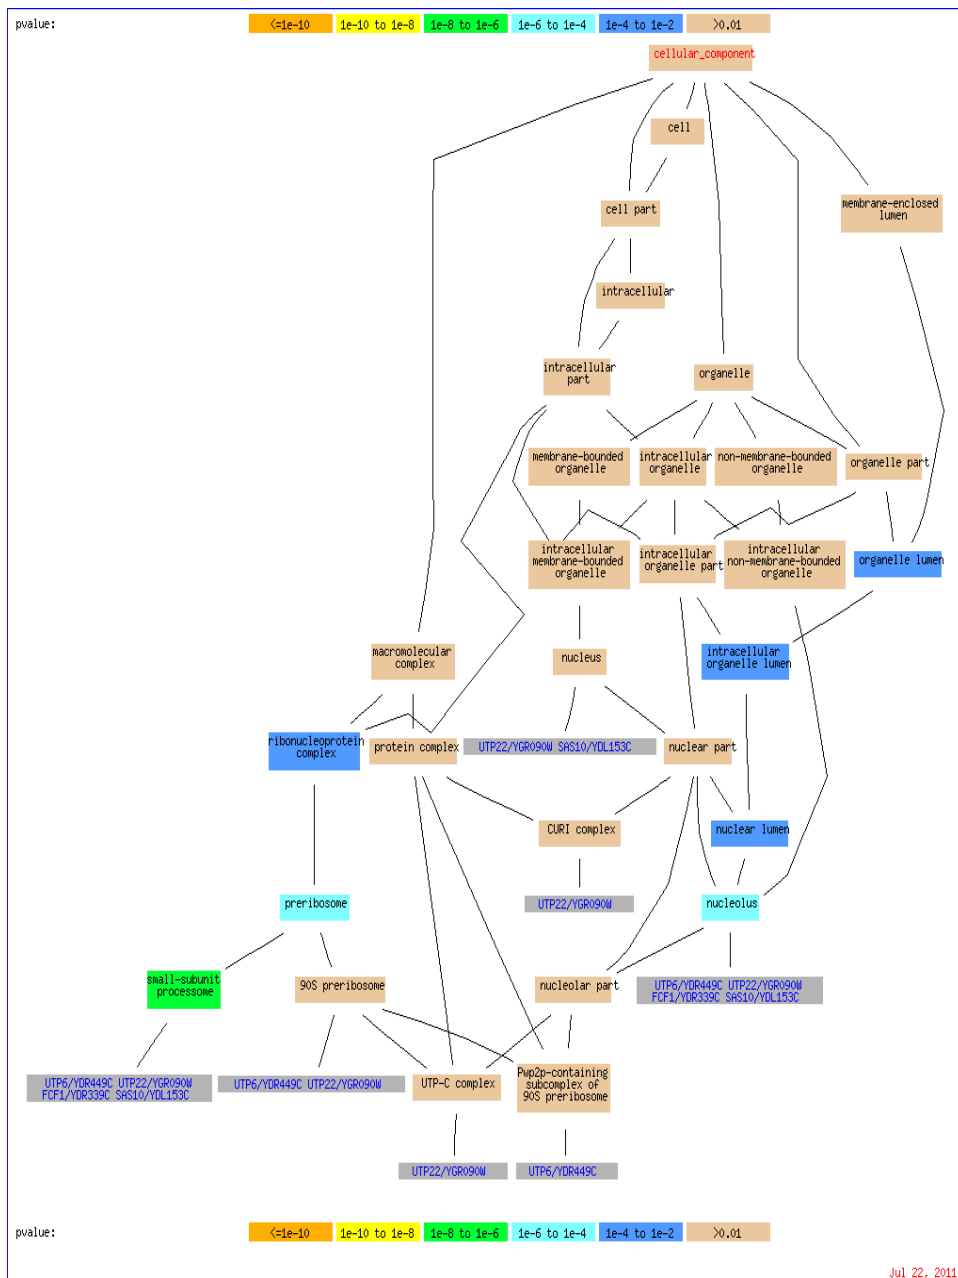 pvalue: <=1e-10 1e-10 to 1e-8 1e-8 to 1e-6 1e-6 to 1e-4 1e-4 to 1e-2 >0.01
cellular_component
cell
membrane-enclosed
lumen
cell part
intracellular
intracellular
part
organelle
membrane-bounded
organelle
intracellular
organelle
non-membrane-bounded
organelle
organelle part
intracellular
membrane-bounded
organelle
intracellular
organelle part
intracellular
non-membrane-bounded
organelle
organelle lumen
macromolecular
complex
nucleus
intracellular
organelle lumen
ribonucleoprotein
complex
protein complex
UTP22/YGR090W SAS10/YDL153C
nuclear part
CURI complex
nuclear lumen
preribosome
UTP22/YGR090W
nucleolus
small-subunit
processome
90S preribosome
nucleolar part
UTP6/YDR449C UTP22/YGR090W
FCF1/YDR339C SAS10/YDL153C
UTP6/YDR449C UTP22/YGR090W
FCF1/YDR339C SAS10/YDL153C
UTP6/YDR449C UTP22/YGR090W
UTP-C complex
Pwp2p-containing
subcomplex of
90S preribosome
UTP22/YGR090W
UTP6/YDR449C
pvalue: <=1e-10 1e-10 to 1e-8 1e-8 to 1e-6 1e-6 to 1e-4 1e-4 to 1e-2 >0.01
Jul 22, 2011